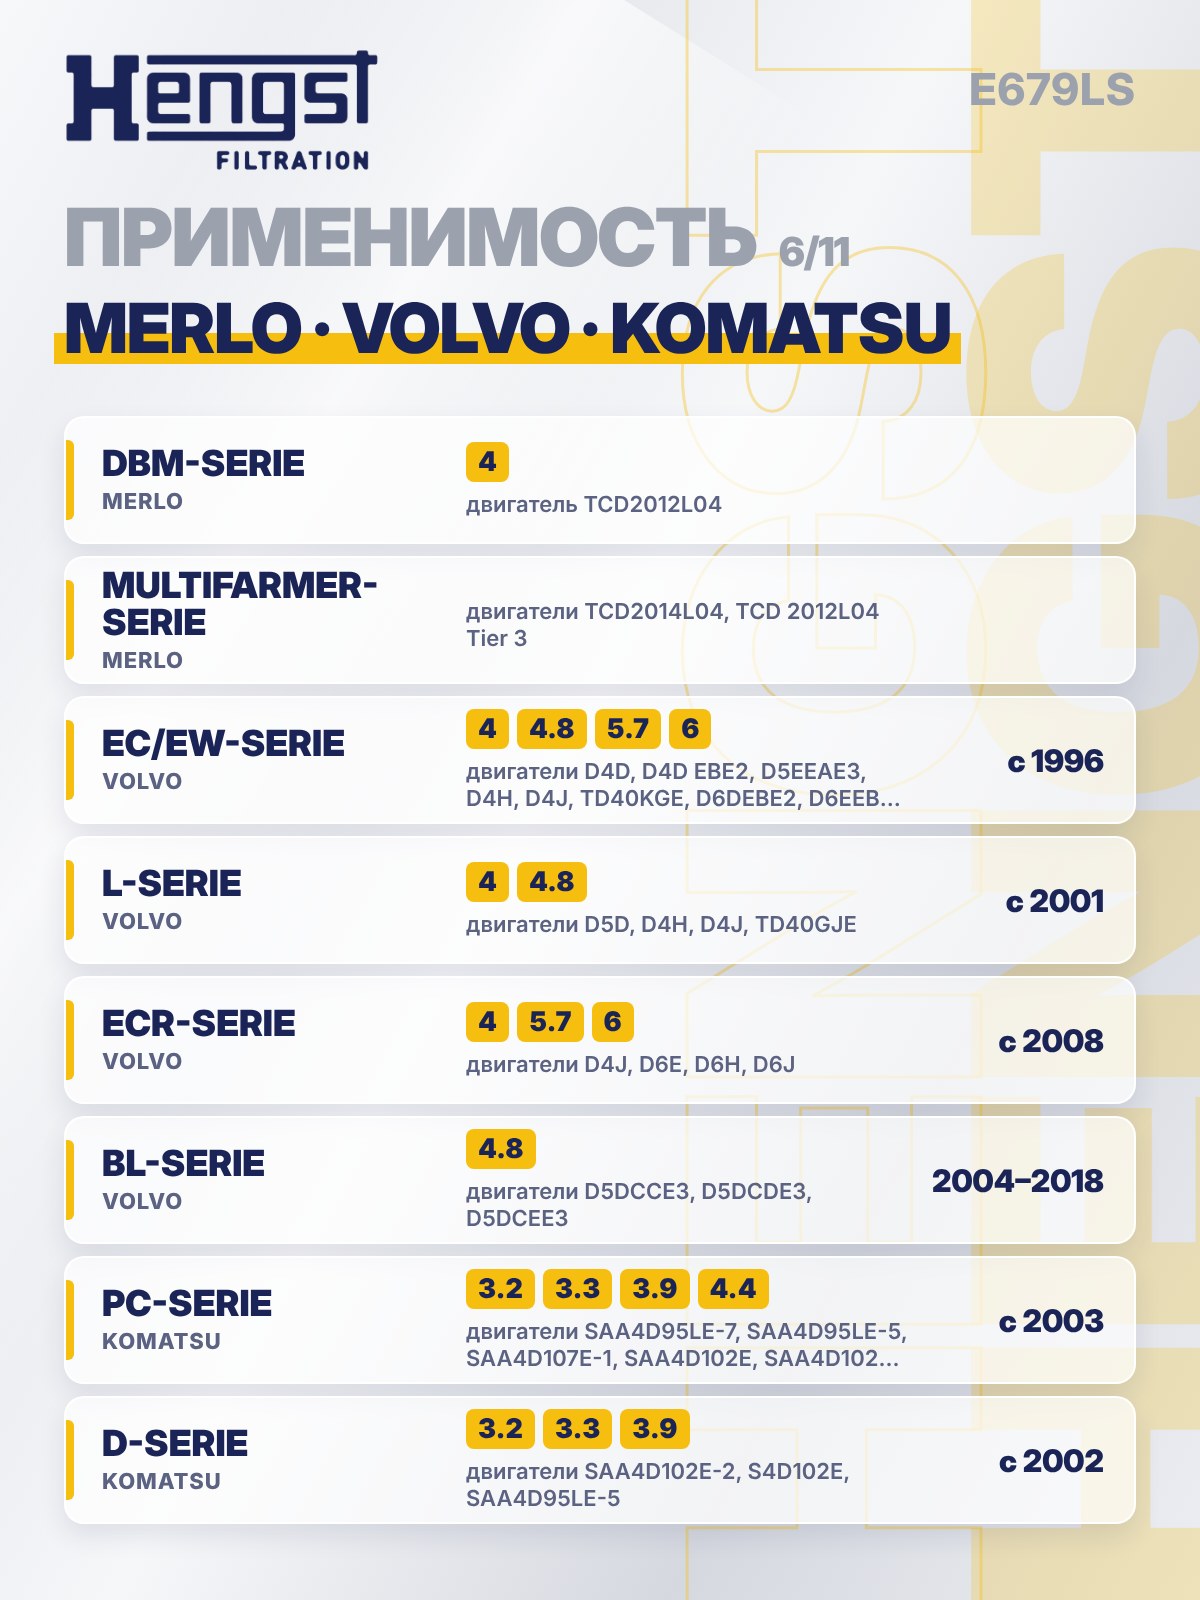 Hengst
FILTRATION
E679LS
ПРИМЕНИМОСТЬ 6/11
MERLO · VOLVO · KOMATSU
DBM-SERIE
MERLO
4
двигатель TCD2012L04
MULTIFARMER-
SERIE
MERLO
двигатели TCD2014L04, TCD 2012L04
Tier 3
EC/EW-SERIE
VOLVO
4 4.8 5.7 6
двигатели D4D, D4D EBE2, D5EEAE3,
D4H, D4J, TD40KGE, D6DEBE2, D6EEB...
с 1996
L-SERIE
VOLVO
4 4.8
двигатели D5D, D4H, D4J, TD40GJE
с 2001
ECR-SERIE
VOLVO
4 5.7 6
двигатели D4J, D6E, D6H, D6J
с 2008
BL-SERIE
VOLVO
4.8
двигатели D5DCCE3, D5DCDE3,
D5DCEE3
2004–2018
PC-SERIE
KOMATSU
3.2 3.3 3.9 4.4
двигатели SAA4D95LE-7, SAA4D95LE-5,
SAA4D107E-1, SAA4D102E, SAA4D102...
с 2003
D-SERIE
KOMATSU
3.2 3.3 3.9
двигатели SAA4D102E-2, S4D102E,
SAA4D95LE-5
с 2002
HENGST